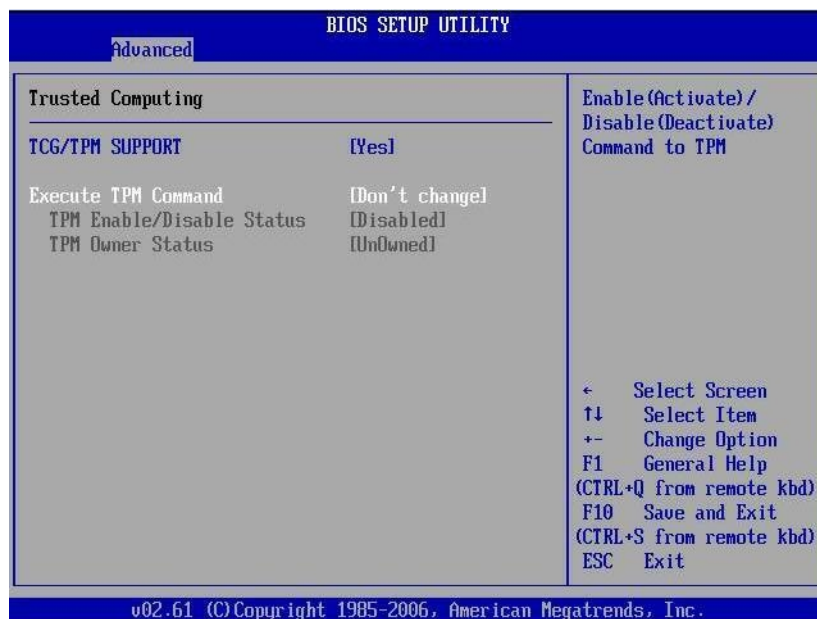 BIOS SETUP UTILITY
Advanced
Trusted Computing
TCG/TPM SUPPORT [Yes]
Execute TPM Command [Don't change]
TPM Enable/Disable Status [Disabled]
TPM Owner Status [UnOwned]
Enable(Activate)/
Disable(Deactivate)
Command to TPM
← Select Screen
↑↓ Select Item
+- Change Option
F1 General Help
(CTRL+Q from remote kbd)
F10 Save and Exit
(CTRL+S from remote kbd)
ESC Exit
v02.61 (C)Copyright 1985-2006, American Megatrends, Inc.